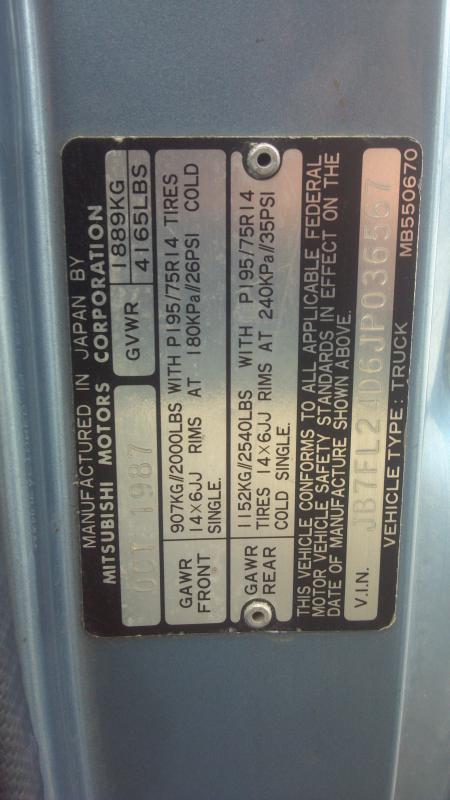 MANUFACTURED IN JAPAN BY
MITSUBISHI MOTORS CORPORATION
OCT 1987
GVWR
1889KG
4165LBS
GAWR
FRONT
907KG//2000LBS WITH P195/75R14 TIRES
14×6JJ RIMS AT 180KPa//26PSI COLD
SINGLE.
GAWR
REAR
1152KG//2540LBS WITH P195/75R14
TIRES 14×6JJ RIMS AT 240KPa//35PSI
COLD SINGLE.
THIS VEHICLE CONFORMS TO ALL APPLICABLE FEDERAL
MOTOR VEHICLE SAFETY STANDARDS IN EFFECT ON THE
DATE OF MANUFACTURE SHOWN ABOVE.
V.I.N. JB7FL24D6JP036567
VEHICLE TYPE: TRUCK MB550670